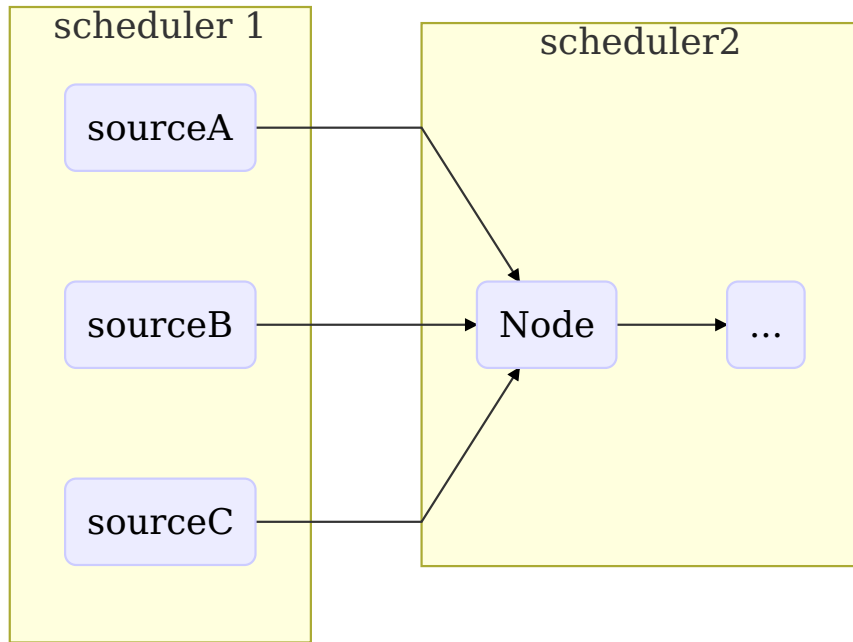 scheduler 1
sourceA
sourceB
sourceC
scheduler2
Node
...